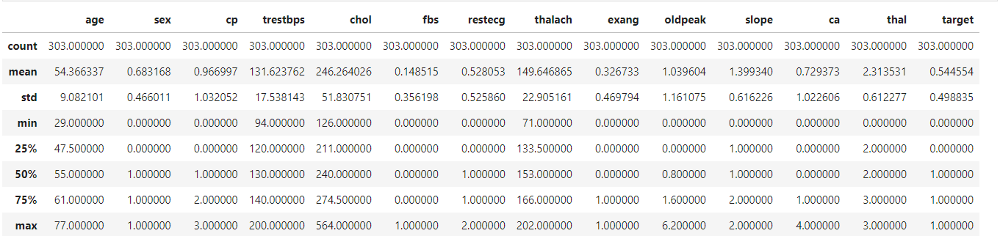 age sex cp trestbps chol fbs restecg thalach exang oldpeak slope ca thal target
count 303.000000 303.000000 303.000000 303.000000 303.000000 303.000000 303.000000 303.000000 303.000000 303.000000 303.000000 303.000000 303.000000 303.000000
mean 54.366337 0.683168 0.966997 131.623762 246.264026 0.148515 0.528053 149.646865 0.326733 1.039604 1.399340 0.729373 2.313531 0.544554
std 9.082101 0.466011 1.032052 17.538143 51.830751 0.356198 0.525860 22.905161 0.469794 1.161075 0.616226 1.022606 0.612277 0.498835
min 29.000000 0.000000 0.000000 94.000000 126.000000 0.000000 0.000000 71.000000 0.000000 0.000000 0.000000 0.000000 0.000000 0.000000
25% 47.500000 0.000000 0.000000 120.000000 211.000000 0.000000 0.000000 133.500000 0.000000 0.000000 1.000000 0.000000 2.000000 0.000000
50% 55.000000 1.000000 1.000000 130.000000 240.000000 0.000000 1.000000 153.000000 0.000000 0.800000 1.000000 0.000000 2.000000 1.000000
75% 61.000000 1.000000 2.000000 140.000000 274.500000 0.000000 1.000000 166.000000 1.000000 1.600000 2.000000 1.000000 3.000000 1.000000
max 77.000000 1.000000 3.000000 200.000000 564.000000 1.000000 2.000000 202.000000 1.000000 6.200000 2.000000 4.000000 3.000000 1.000000